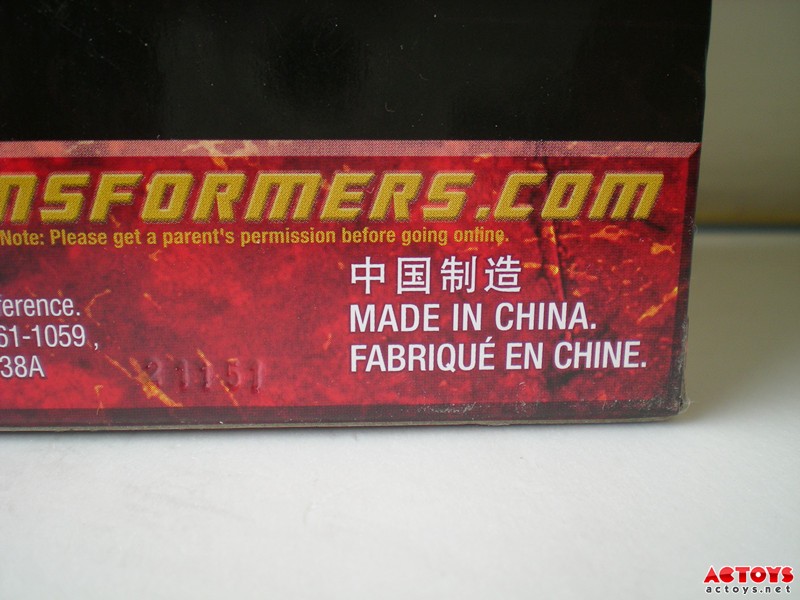 NSFORMERS.COM
Note: Please get a parent's permission before going online.
中国制造
MADE IN CHINA.
FABRIQUÉ EN CHINE.
ference.
61-1059 ,
38A
21151
ACTOYS
actoys.net